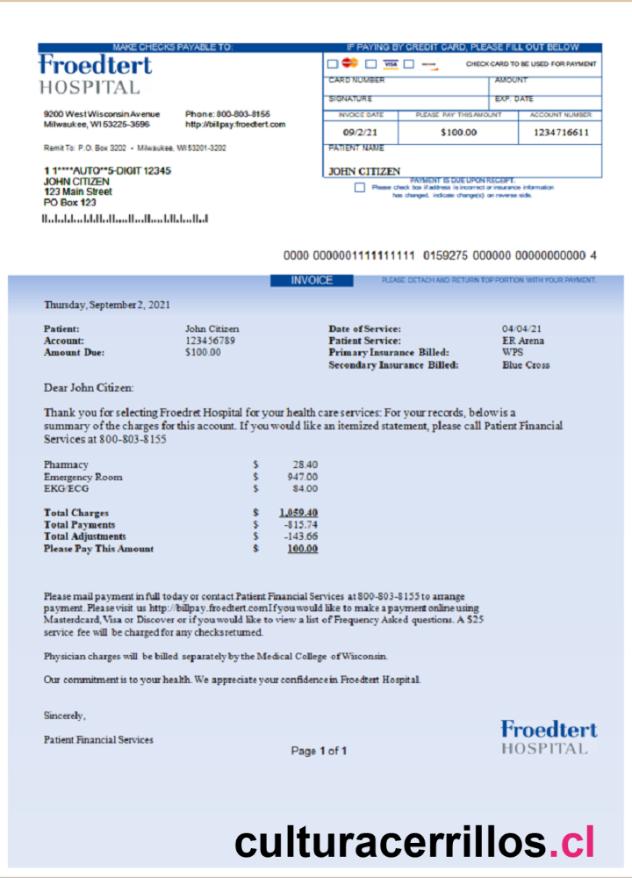 MAKE CHECKS PAYABLE TO:
Froedtert
HOSPITAL
9200 West Wisconsin Avenue
Milwaukee, WI 53226-3596
Phone: 800-803-8155
http://billpay.froedtert.com
Remit To: P.O. Box 3202 • Milwaukee, WI 53201-3202
1 1****AUTO**5-DIGIT 12345
JOHN CITIZEN
123 Main Street
PO Box 123
IF PAYING BY CREDIT CARD, PLEASE FILL OUT BELOW
VISA
CHECK CARD TO BE USED FOR PAYMENT
CARD NUMBER AMOUNT
SIGNATURE EXP. DATE
INVOICE DATE PLEASE PAY THIS AMOUNT ACCOUNT NUMBER
09/2/21 $100.00 1234716611
PATIENT NAME
JOHN CITIZEN
PAYMENT IS DUE UPON RECEIPT.
Please check box if address is incorrect or insurance information
has changed, indicate change(s) on reverse side.
0000 0000001111111111 0159275 000000 00000000000 4
INVOICE
PLEASE DETACH AND RETURN TOP PORTION WITH YOUR PAYMENT.
Thursday, September 2, 2021
Patient: John Citizen
Account: 123456789
Amount Due: $100.00
Date of Service: 04/04/21
Patient Service: ER Arena
Primary Insurance Billed: WPS
Secondary Insurance Billed: Blue Cross
Dear John Citizen:
Thank you for selecting Froedret Hospital for your health care services: For your records, below is a
summary of the charges for this account. If you would like an itemized statement, please call Patient Financial
Services at 800-803-8155
Pharmacy $ 28.40
Emergency Room $ 947.00
EKG/ECG $ 84.00
Total Charges $ 1,059.40
Total Payments $ -815.74
Total Adjustments $ -143.66
Please Pay This Amount $ 100.00
Please mail payment in full today or contact Patient Financial Services at 800-803-8155 to arrange
payment. Please visit us http://billpay.froedtert.com If you would like to make a payment online using
Masterdcard, Visa or Discover or if you would like to view a list of Frequency Asked questions. A $25
service fee will be charged for any checks returned.
Physician charges will be billed separately by the Medical College of Wisconsin.
Our commitment is to your health. We appreciate your confidence in Froedtert Hospital.
Sincerely,
Patient Financial Services
Page 1 of 1
Froedtert
HOSPITAL
culturacerrillos.cl